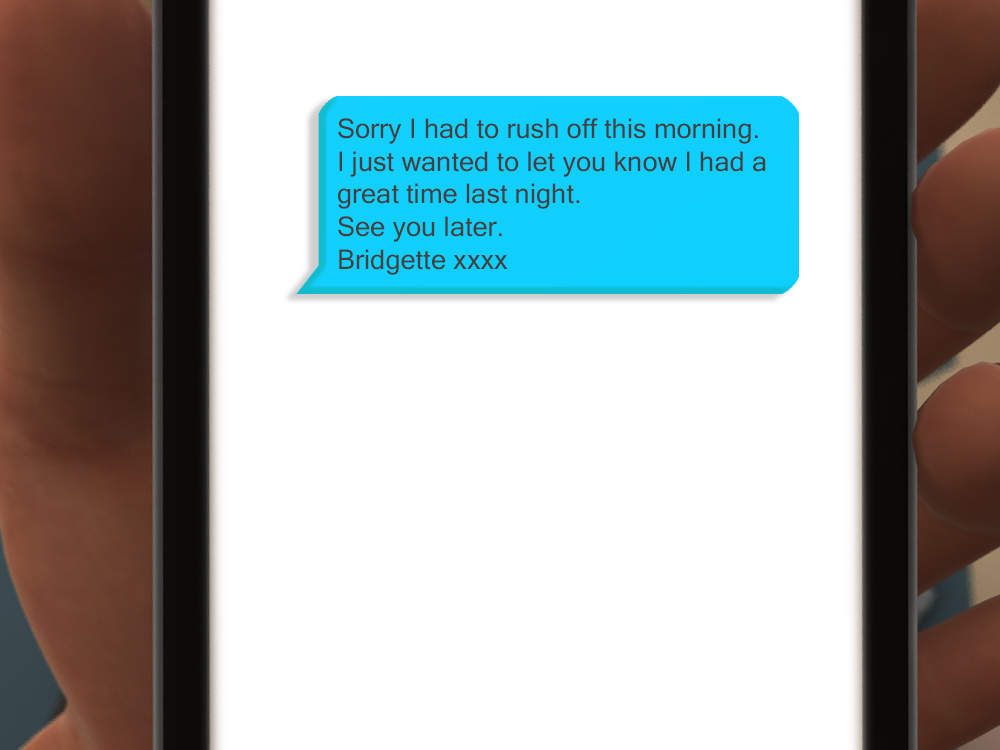 Sorry I had to rush off this morning.
I just wanted to let you know I had a
great time last night.
See you later.
Bridgette xxxx